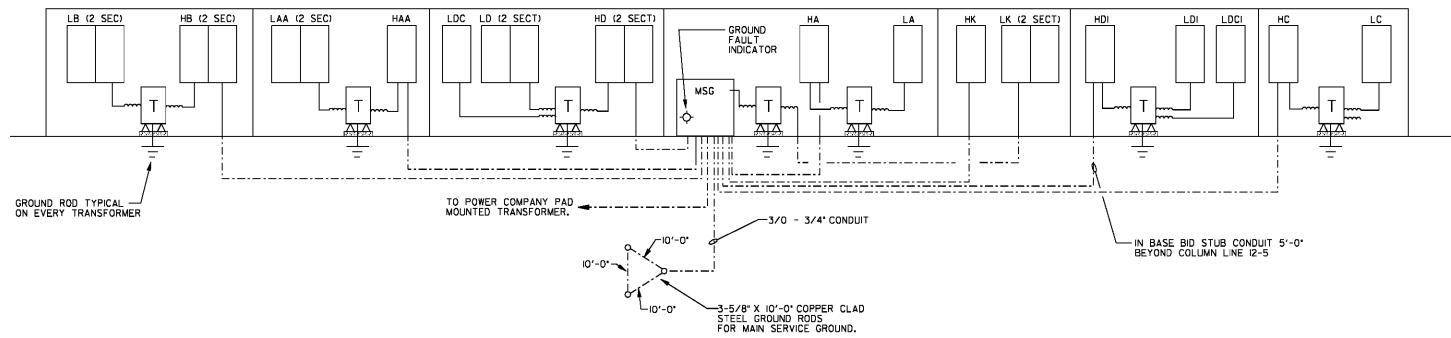 LB (2 SEC)
HB (2 SEC)
LAA (2 SEC)
HAA
LDC
LD (2 SECT)
HD (2 SECT)
GROUND
FAULT
INDICATOR
HA
LA
HK
LK (2 SECT)
HD1
LD1
LDC1
HC
LC
MSG
T
T
T
T
T
T
T
GROUND ROD TYPICAL
ON EVERY TRANSFORMER
TO POWER COMPANY PAD
MOUNTED TRANSFORMER.
3/0 - 3/4" CONDUIT
IN BASE BID STUB CONDUIT 5'-0"
BEYOND COLUMN LINE 12-5
10'-0"
10'-0"
10'-0"
3-5/8" X 10'-0" COPPER CLAD
STEEL GROUND RODS
FOR MAIN SERVICE GROUND.